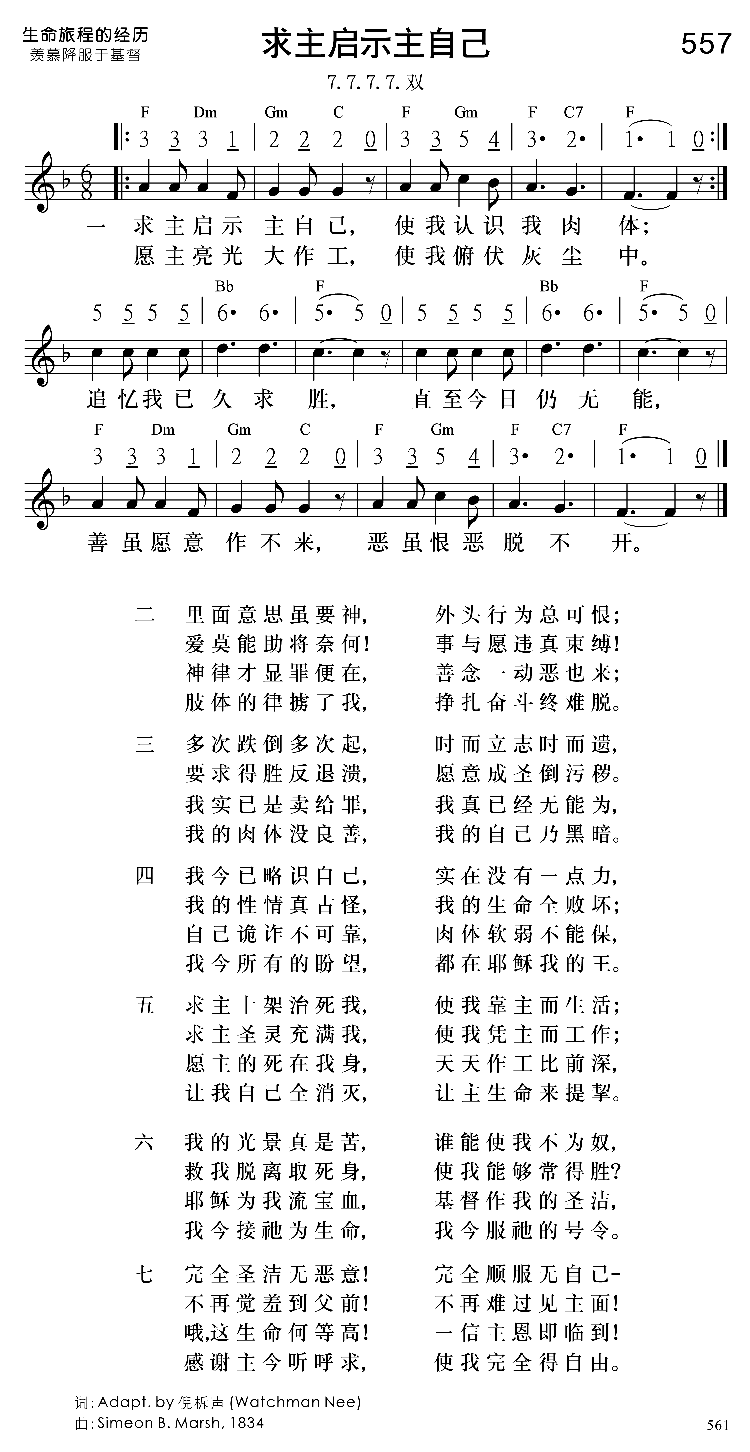 生命旅程的经历
羡慕降服于基督
求主启示主自己
557
7.7.7.7.双
F Dm Gm C F Gm F C7 F
3 3 3 1 | 2 2 2 0 | 3 3 5 4 | 3· 2· | 1· 1 0
一 求主启示主自己, 使我认识我肉体;
愿主亮光大作工, 使我俯伏灰尘中。
Bb F Bb F
5 5 5 5 | 6· 6· | 5· 5 0 | 5 5 5 5 | 6· 6· | 5· 5 0
追忆我已久求胜, 直至今日仍无能,
F Dm Gm C F Gm F C7 F
3 3 3 1 | 2 2 2 0 | 3 3 5 4 | 3· 2· | 1· 1 0
善虽愿意作不来, 恶虽恨恶脱不开。
二 里面意思虽要神, 外头行为总可恨;
爱莫能助将奈何! 事与愿违真束缚!
神律才显罪便在, 善念一动恶也来;
肢体的律掳了我, 挣扎奋斗终难脱。
三 多次跌倒多次起, 时而立志时而遗,
要求得胜反退溃, 愿意成圣倒污秽。
我实已是卖给罪, 我真已经无能为,
我的肉体没良善, 我的自己乃黑暗。
四 我今已略识自己, 实在没有一点力,
我的性情真古怪, 我的生命全败坏;
自己诡诈不可靠, 肉体软弱不能保,
我今所有的盼望, 都在耶稣我的王。
五 求主十架治死我, 使我靠主而生活;
求主圣灵充满我, 使我凭主而工作;
愿主的死在我身, 天天作工比前深,
让我自己全消灭, 让主生命来提挈。
六 我的光景真是苦, 谁能使我不为奴,
救我脱离取死身, 使我能够常得胜?
耶稣为我流宝血, 基督作我的圣洁,
我今接祂为生命, 我今服祂的号令。
七 完全圣洁无恶意! 完全顺服无自己-
不再觉羞到父前! 不再难过见主面!
哦,这生命何等高! 一信主恩即临到!
感谢主今听呼求, 使我完全得自由。
词: Adapt. by 倪柝声 (Watchman Nee)
曲: Simeon B. Marsh, 1834
561